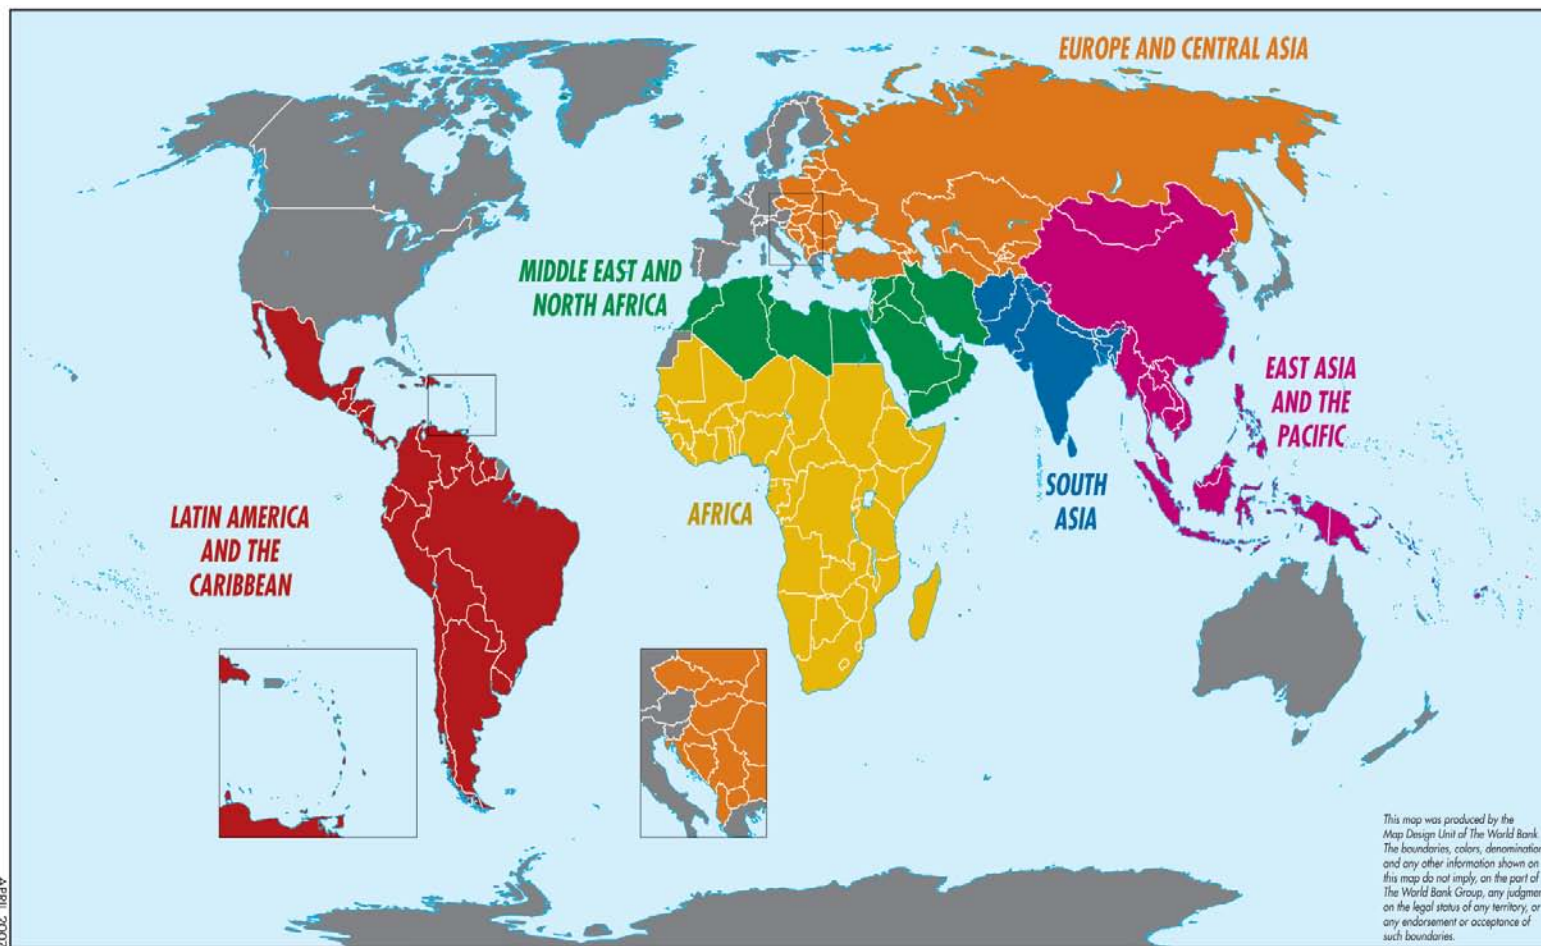 EUROPE AND CENTRAL ASIA
MIDDLE EAST AND
NORTH AFRICA
EAST ASIA
AND THE
PACIFIC
SOUTH
ASIA
AFRICA
LATIN AMERICA
AND THE
CARIBBEAN
This map was produced by the
Map Design Unit of The World Bank.
The boundaries, colors, denomination
and any other information shown on
this map do not imply, on the part of
The World Bank Group, any judgmen
on the legal status of any territory, or
any endorsement or acceptance of
such boundaries.
APRIL